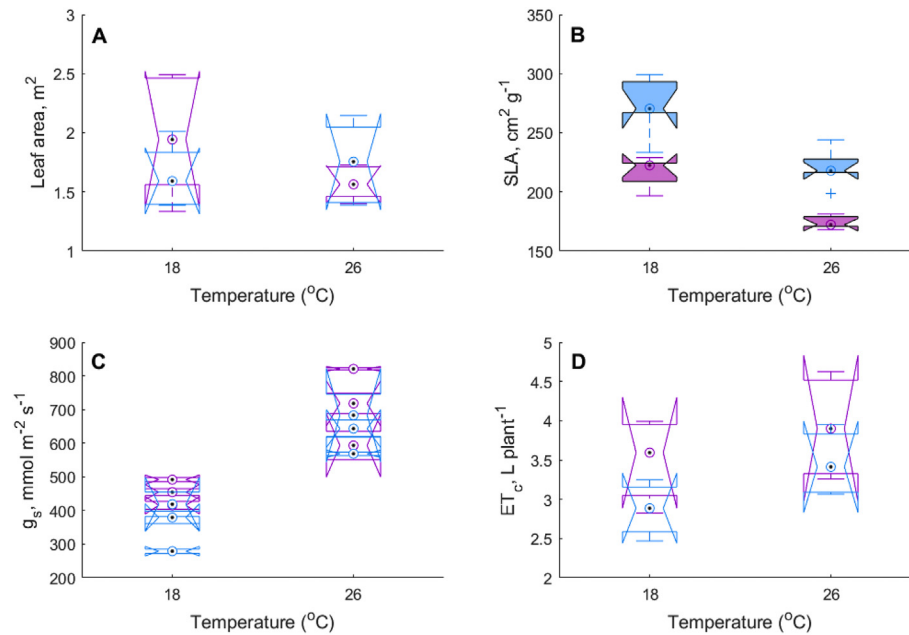 A
Leaf area, m2
3
2.5
2
1.5
1
18
26
Temperature (oC)
B
SLA, cm2 g-1
350
300
250
200
150
18
26
Temperature (oC)
C
gs, mmol m-2 s-1
900
800
700
600
500
400
300
200
18
26
Temperature (oC)
D
ETc, L plant-1
5
4.5
4
3.5
3
2.5
2
18
26
Temperature (oC)